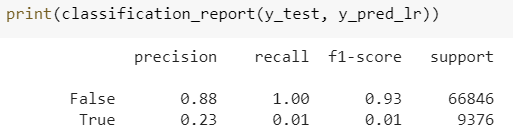 print(classification_report(y_test, y_pred_lr))
precision recall f1-score support
False 0.88 1.00 0.93 66846
True 0.23 0.01 0.01 9376